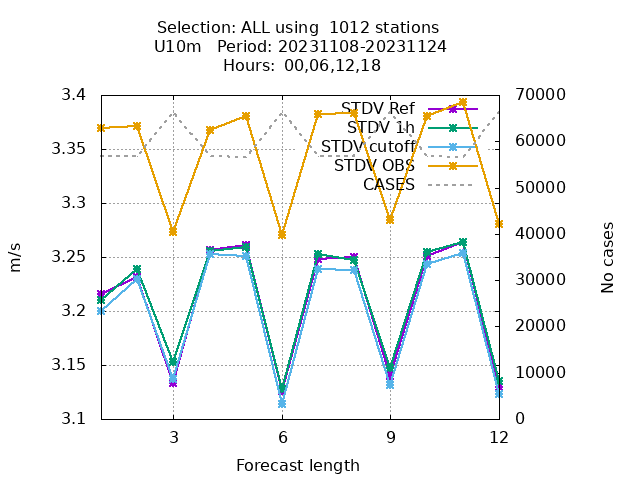 Selection: ALL using  1012 stations
U10m   Period: 20231108-20231124
Hours: 00,06,12,18
3.4
3.35
3.3
3.25
3.2
3.15
3.1
m/s
STDV Ref
STDV 1h
STDV cutoff
STDV OBS
CASES
70000
60000
50000
40000
30000
20000
10000
0
No cases
3
6
9
12
Forecast length